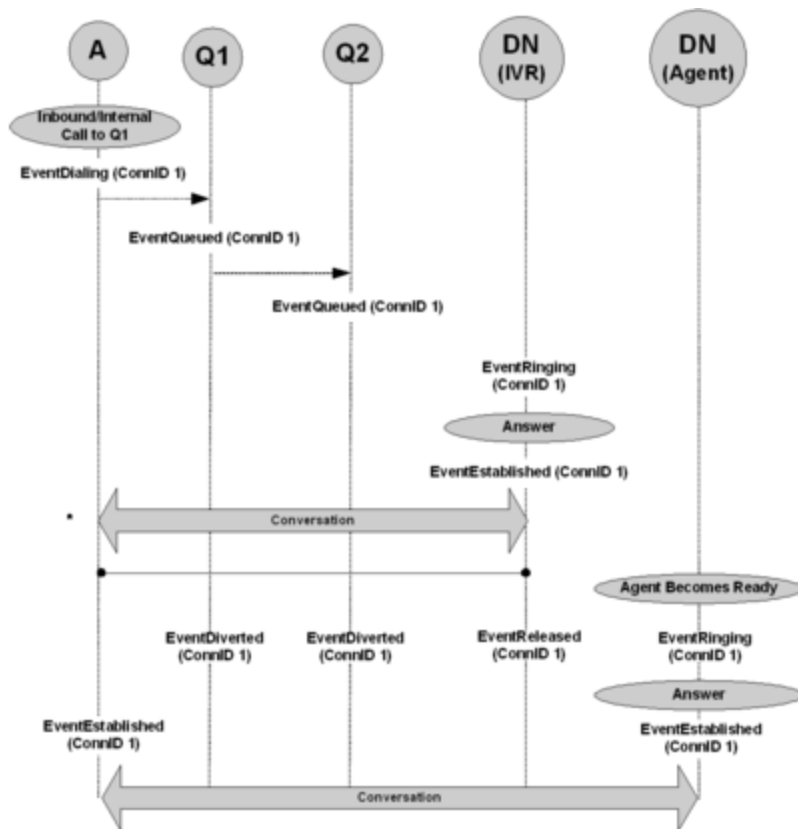 A
Q1
Q2
DN
(IVR)
DN
(Agent)
Inbound/Internal
Call to Q1
EventDialing (ConnID 1)
EventQueued (ConnID 1)
EventQueued (ConnID 1)
EventRinging
(ConnID 1)
Answer
EventEstablished (ConnID 1)
*
Conversation
Agent Becomes Ready
EventDiverted
(ConnID 1)
EventDiverted
(ConnID 1)
EventReleased
(ConnID 1)
EventRinging
(ConnID 1)
Answer
EventEstablished
(ConnID 1)
EventEstablished
(ConnID 1)
Conversation